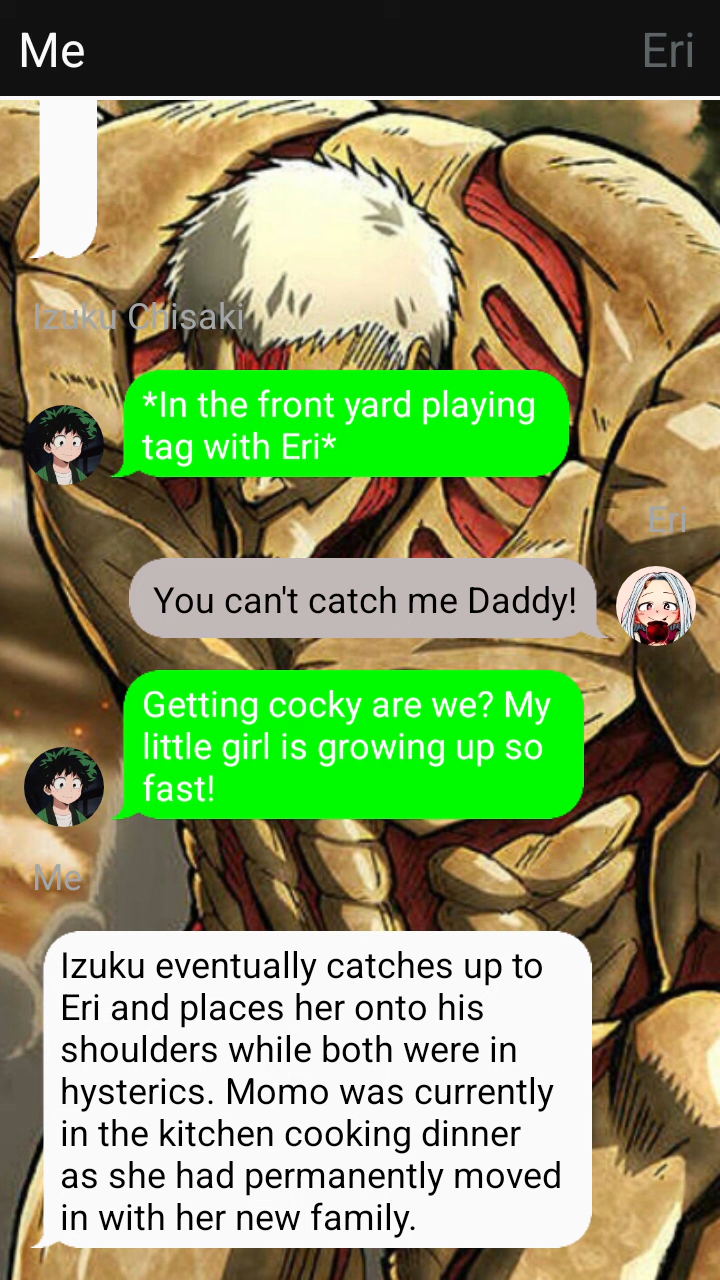 Me
Eri
Izuku Chisaki
*In the front yard playing
tag with Eri*
Eri
You can't catch me Daddy!
Getting cocky are we? My
little girl is growing up so
fast!
Me
Izuku eventually catches up to
Eri and places her onto his
shoulders while both were in
hysterics. Momo was currently
in the kitchen cooking dinner
as she had permanently moved
in with her new family.